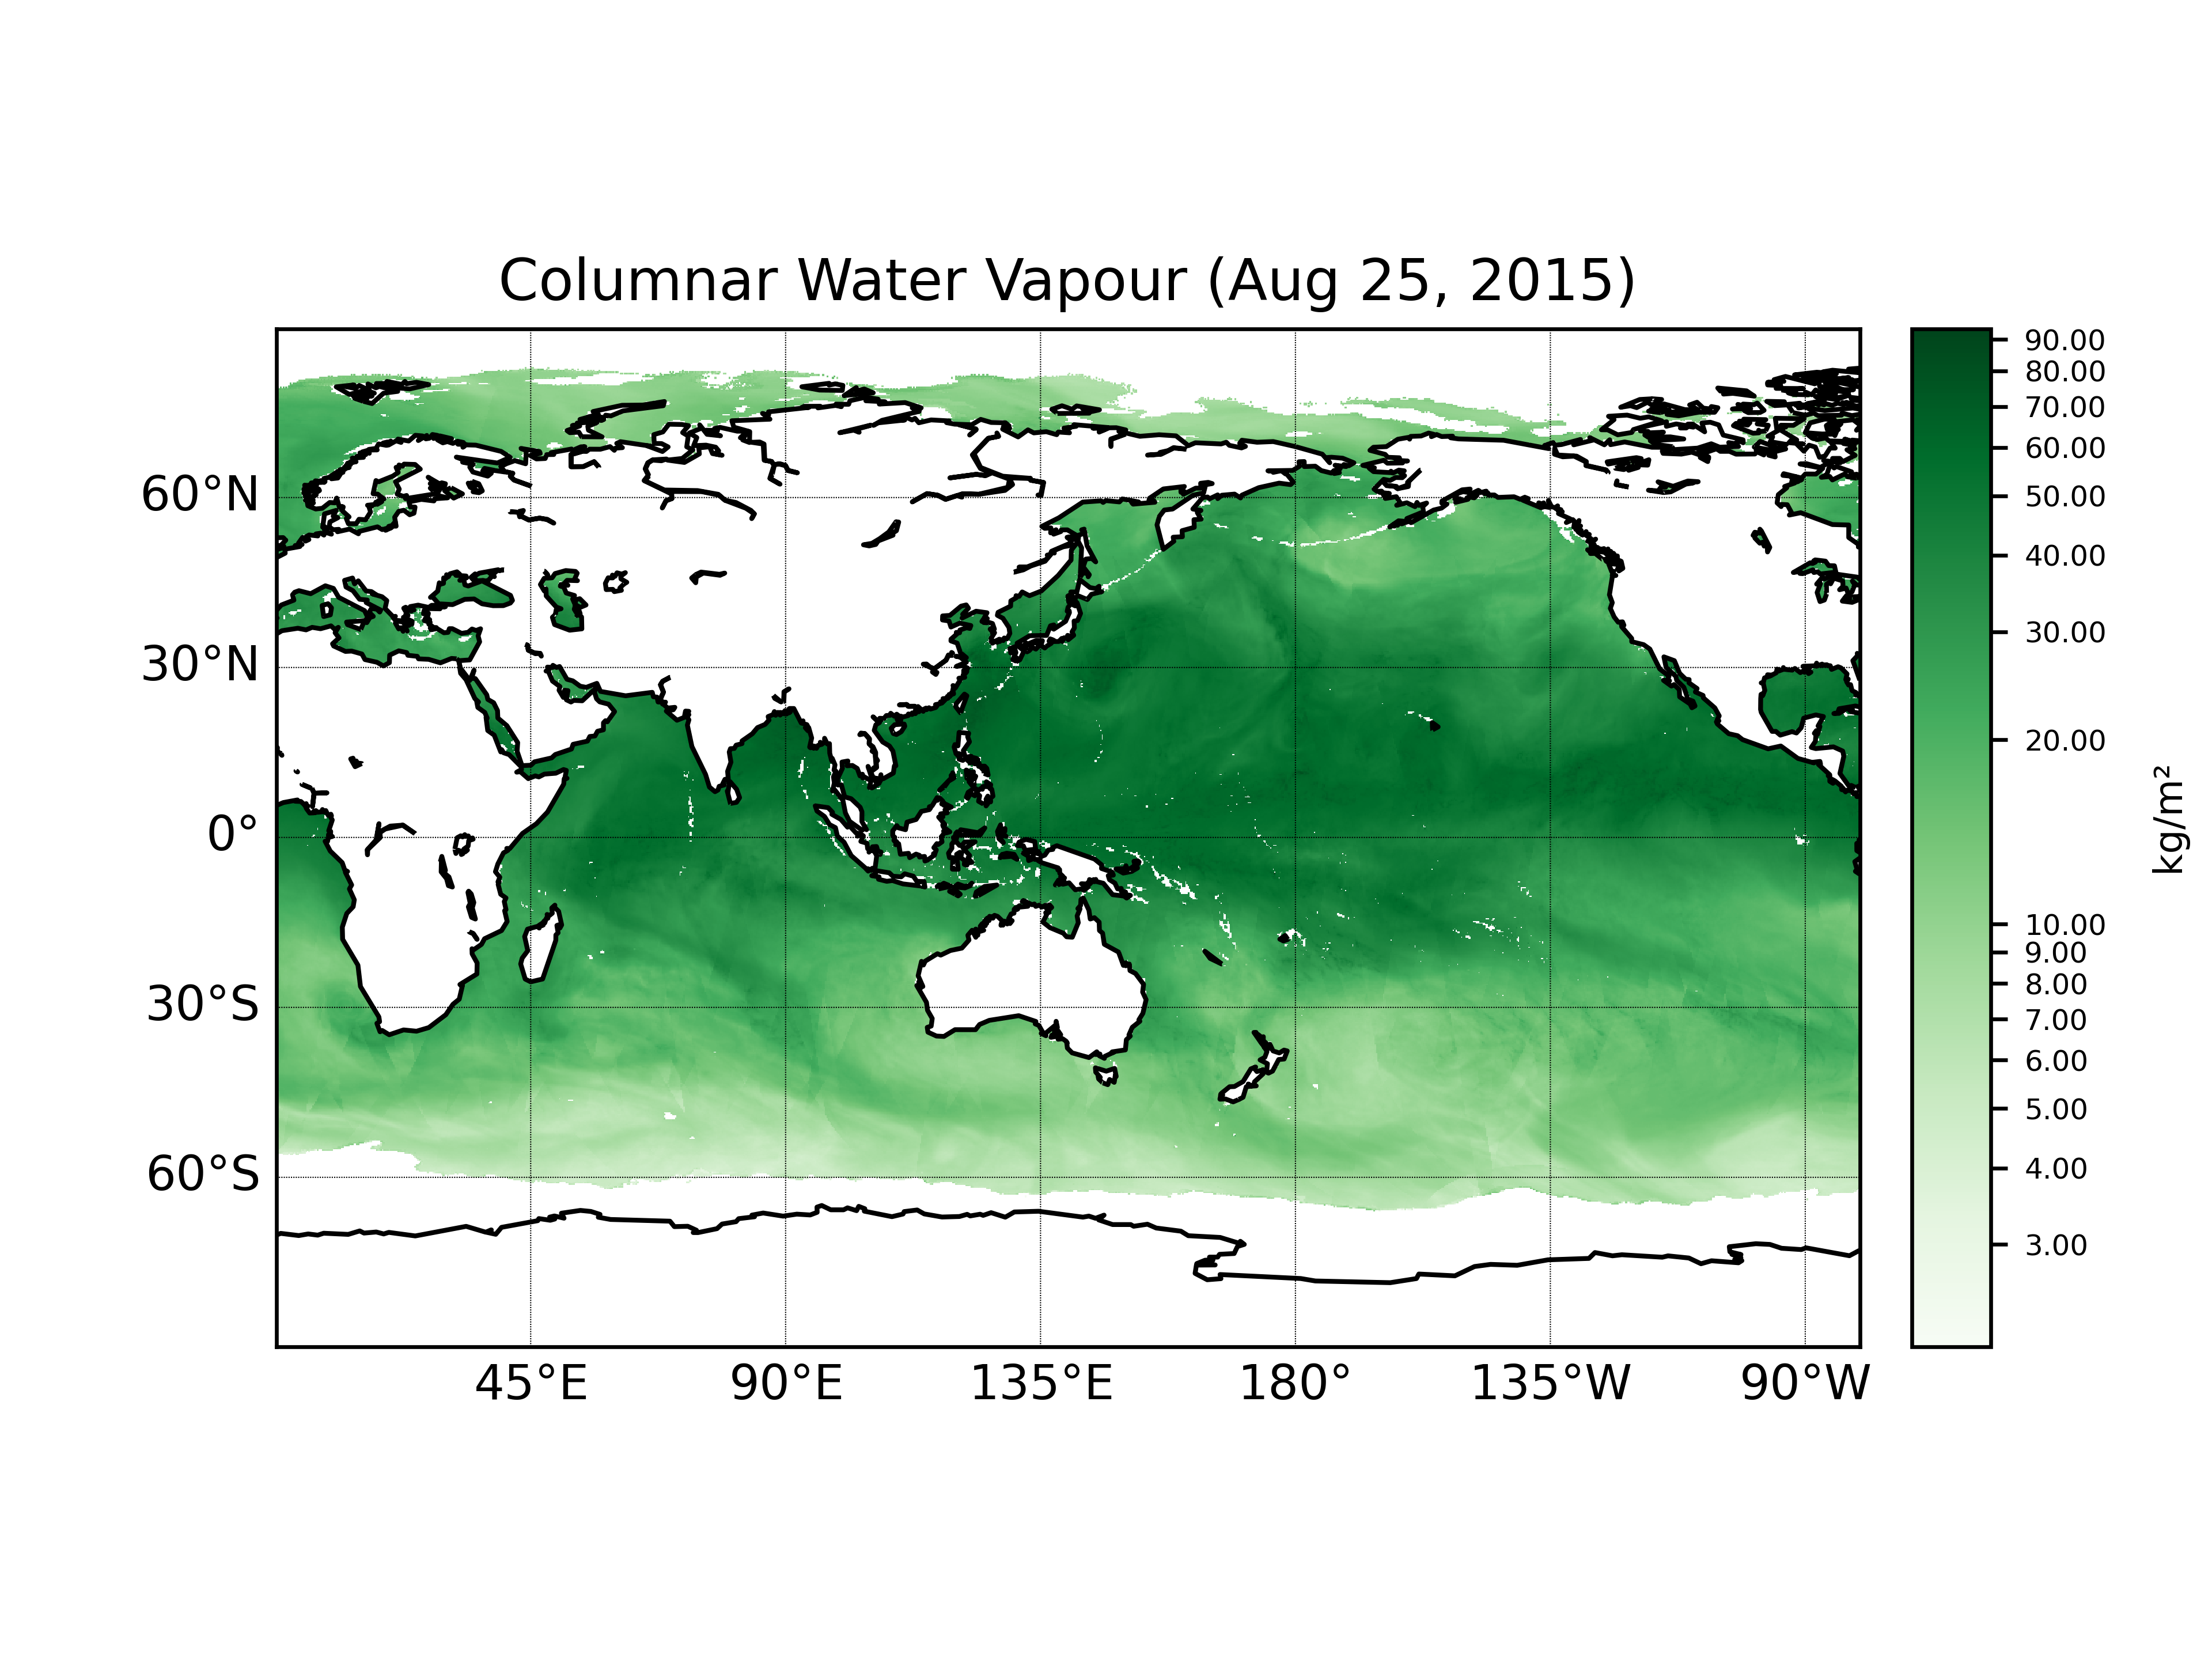 Columnar Water Vapour (Aug 25, 2015)
60°N
30°N
0°
30°S
60°S
45°E
90°E
135°E
180°
135°W
90°W
90.00
80.00
70.00
60.00
50.00
40.00
30.00
20.00
10.00
9.00
8.00
7.00
6.00
5.00
4.00
3.00
kg/m²